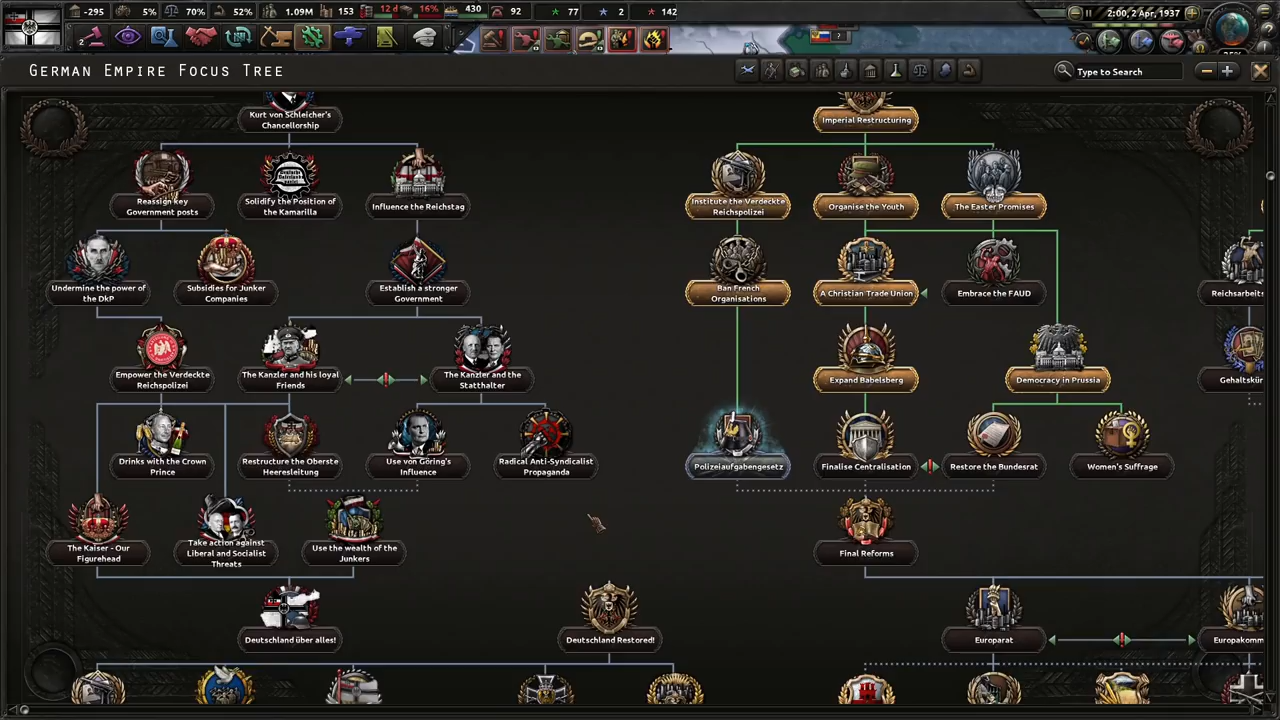 -295
5%
70%
52%
1.09M
153
12 d
16%
430
92
77
2
142
2:00, 2 Apr, 1937
2
?
German Empire Focus Tree
Type to Search
Kurt von Schleicher's
Chancellorship
Imperial Restructuring
Reassign key
Government posts
Solidify the Position of
the Kamarilla
Influence the Reichstag
Institute the Verdeckte
Reichspolizei
Organise the Youth
The Easter Promises
Undermine the power of
the DkP
Subsidies for Junker
Companies
Establish a stronger
Government
Ban French
Organisations
A Christian Trade Union
Embrace the FAUD
Reichsarbeits
Empower the Verdeckte
Reichspolizei
The Kanzler and his loyal
Friends
The Kanzler and the
Statthalter
Expand Babelsberg
Democracy in Prussia
Gehaltskür
Drinks with the Crown
Prince
Restructure the Oberste
Heeresleitung
Use von Göring's
Influence
Radical Anti-Syndicalist
Propaganda
Polizeiaufgabengesetz
Finalise Centralisation
Restore the Bundesrat
Women's Suffrage
The Kaiser - Our
Figurehead
Take action against
Liberal and Socialist
Threats
Use the wealth of the
Junkers
Final Reforms
Deutschland über alles!
Deutschland Restored!
Europarat
Europakomm